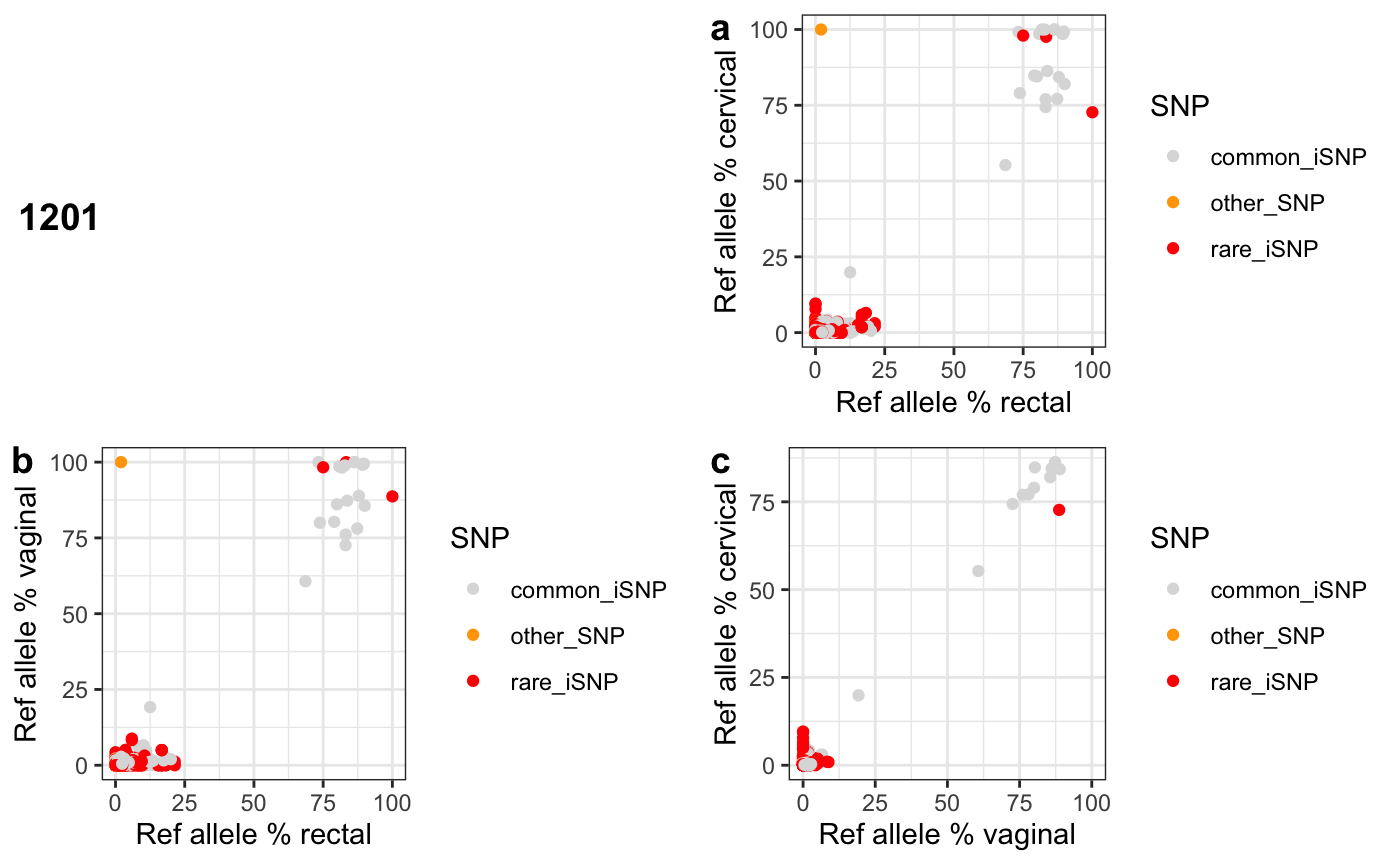 1201
a
Ref allele % cervical
100
75
50
25
0
0 25 50 75 100
Ref allele % rectal
SNP
common_iSNP
other_SNP
rare_iSNP
b
Ref allele % vaginal
100
75
50
25
0
0 25 50 75 100
Ref allele % rectal
SNP
common_iSNP
other_SNP
rare_iSNP
c
Ref allele % cervical
75
50
25
0
0 25 50 75 100
Ref allele % vaginal
SNP
common_iSNP
other_SNP
rare_iSNP